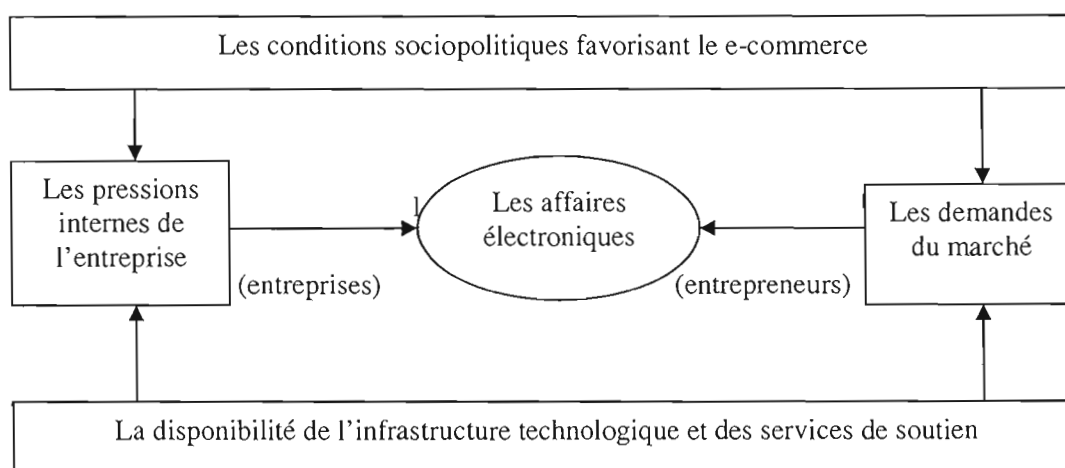 Les conditions sociopolitiques favorisant le e-commerce
Les pressions
internes de
l'entreprise
(entreprises)
Les affaires
électroniques
(entrepreneurs)
Les demandes
du marché
La disponibilité de l'infrastructure technologique et des services de soutien